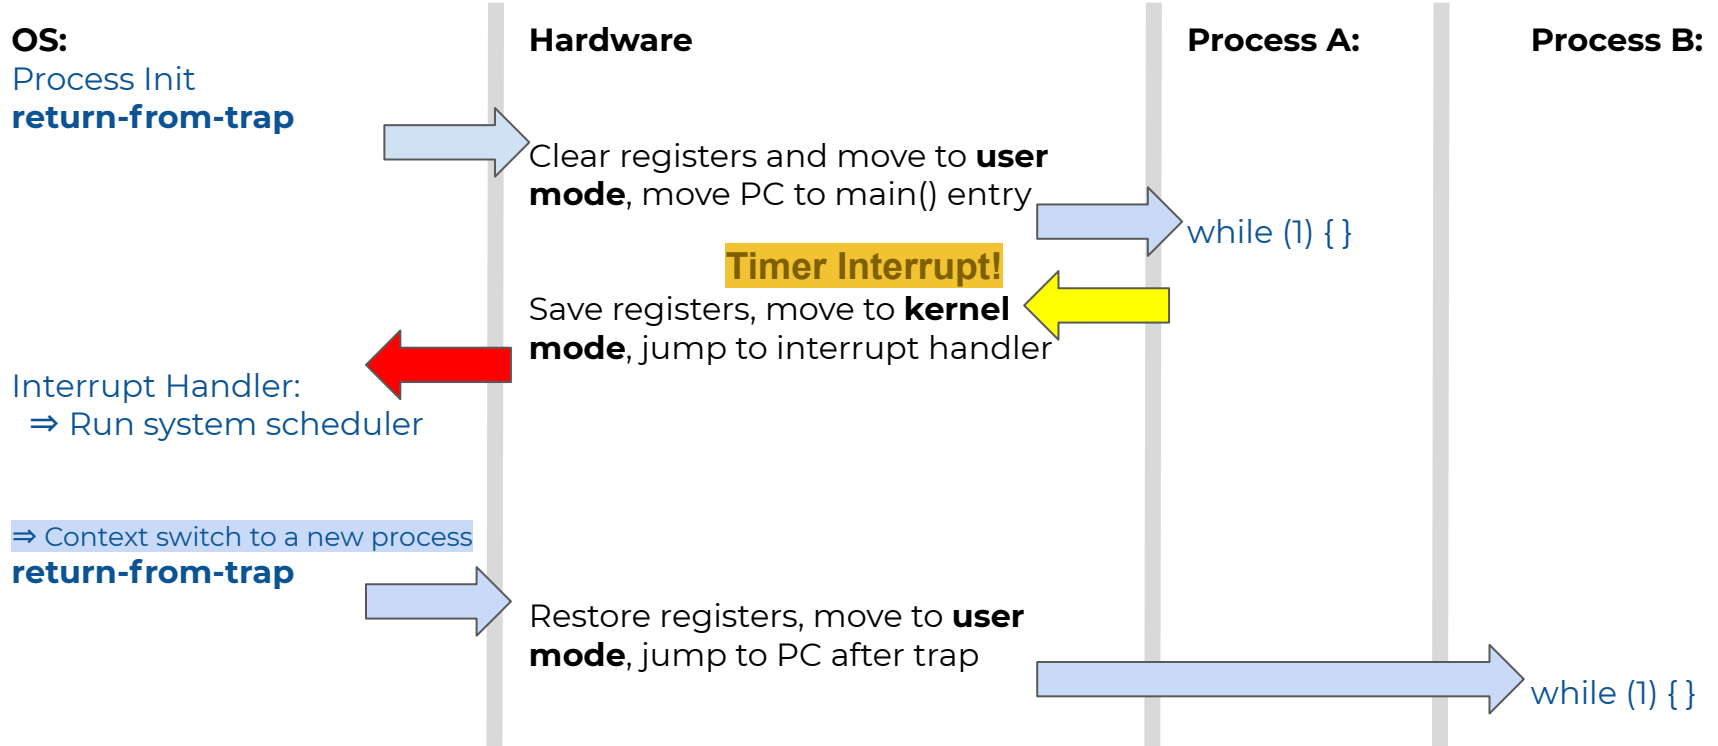 OS:
Process Init
return-from-trap
Hardware
Process A:
Process B:
Clear registers and move to user
mode, move PC to main() entry
while (1) { }
Timer Interrupt!
Save registers, move to kernel
mode, jump to interrupt handler
Interrupt Handler:
⇒ Run system scheduler
⇒ Context switch to a new process
return-from-trap
Restore registers, move to user
mode, jump to PC after trap
while (1) { }